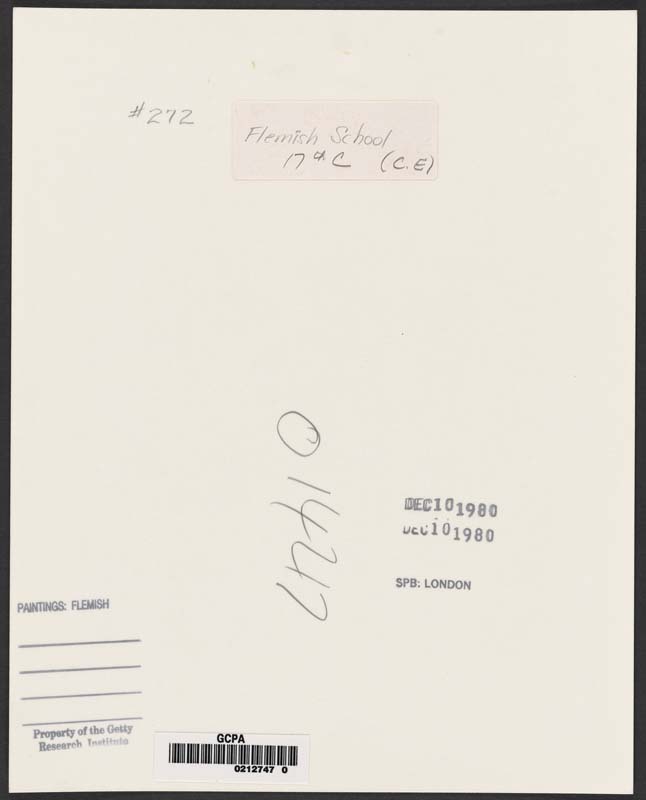 #272
Flemish School
17th C (C.E)
01447
DEC 10 1980
DEC 10 1980
SPB: LONDON
PAINTINGS: FLEMISH
Property of the Getty
Research Institute
GCPA
0212747 0